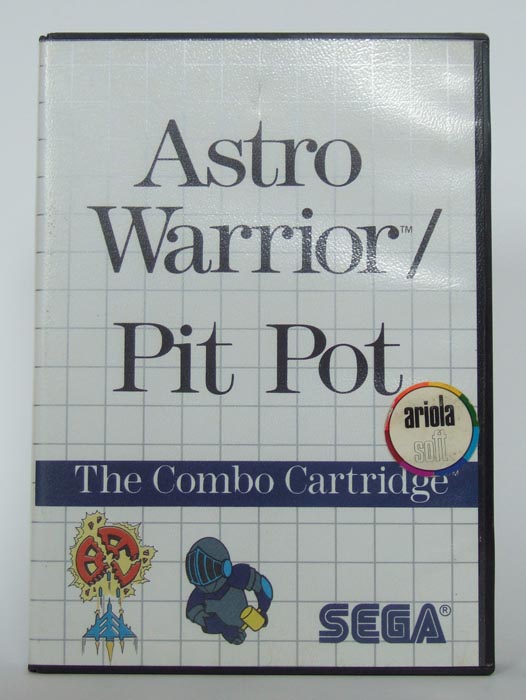 Astro
Warrior™/
Pit Pot
ariola
soft
The Combo Cartridge™
SEGA®